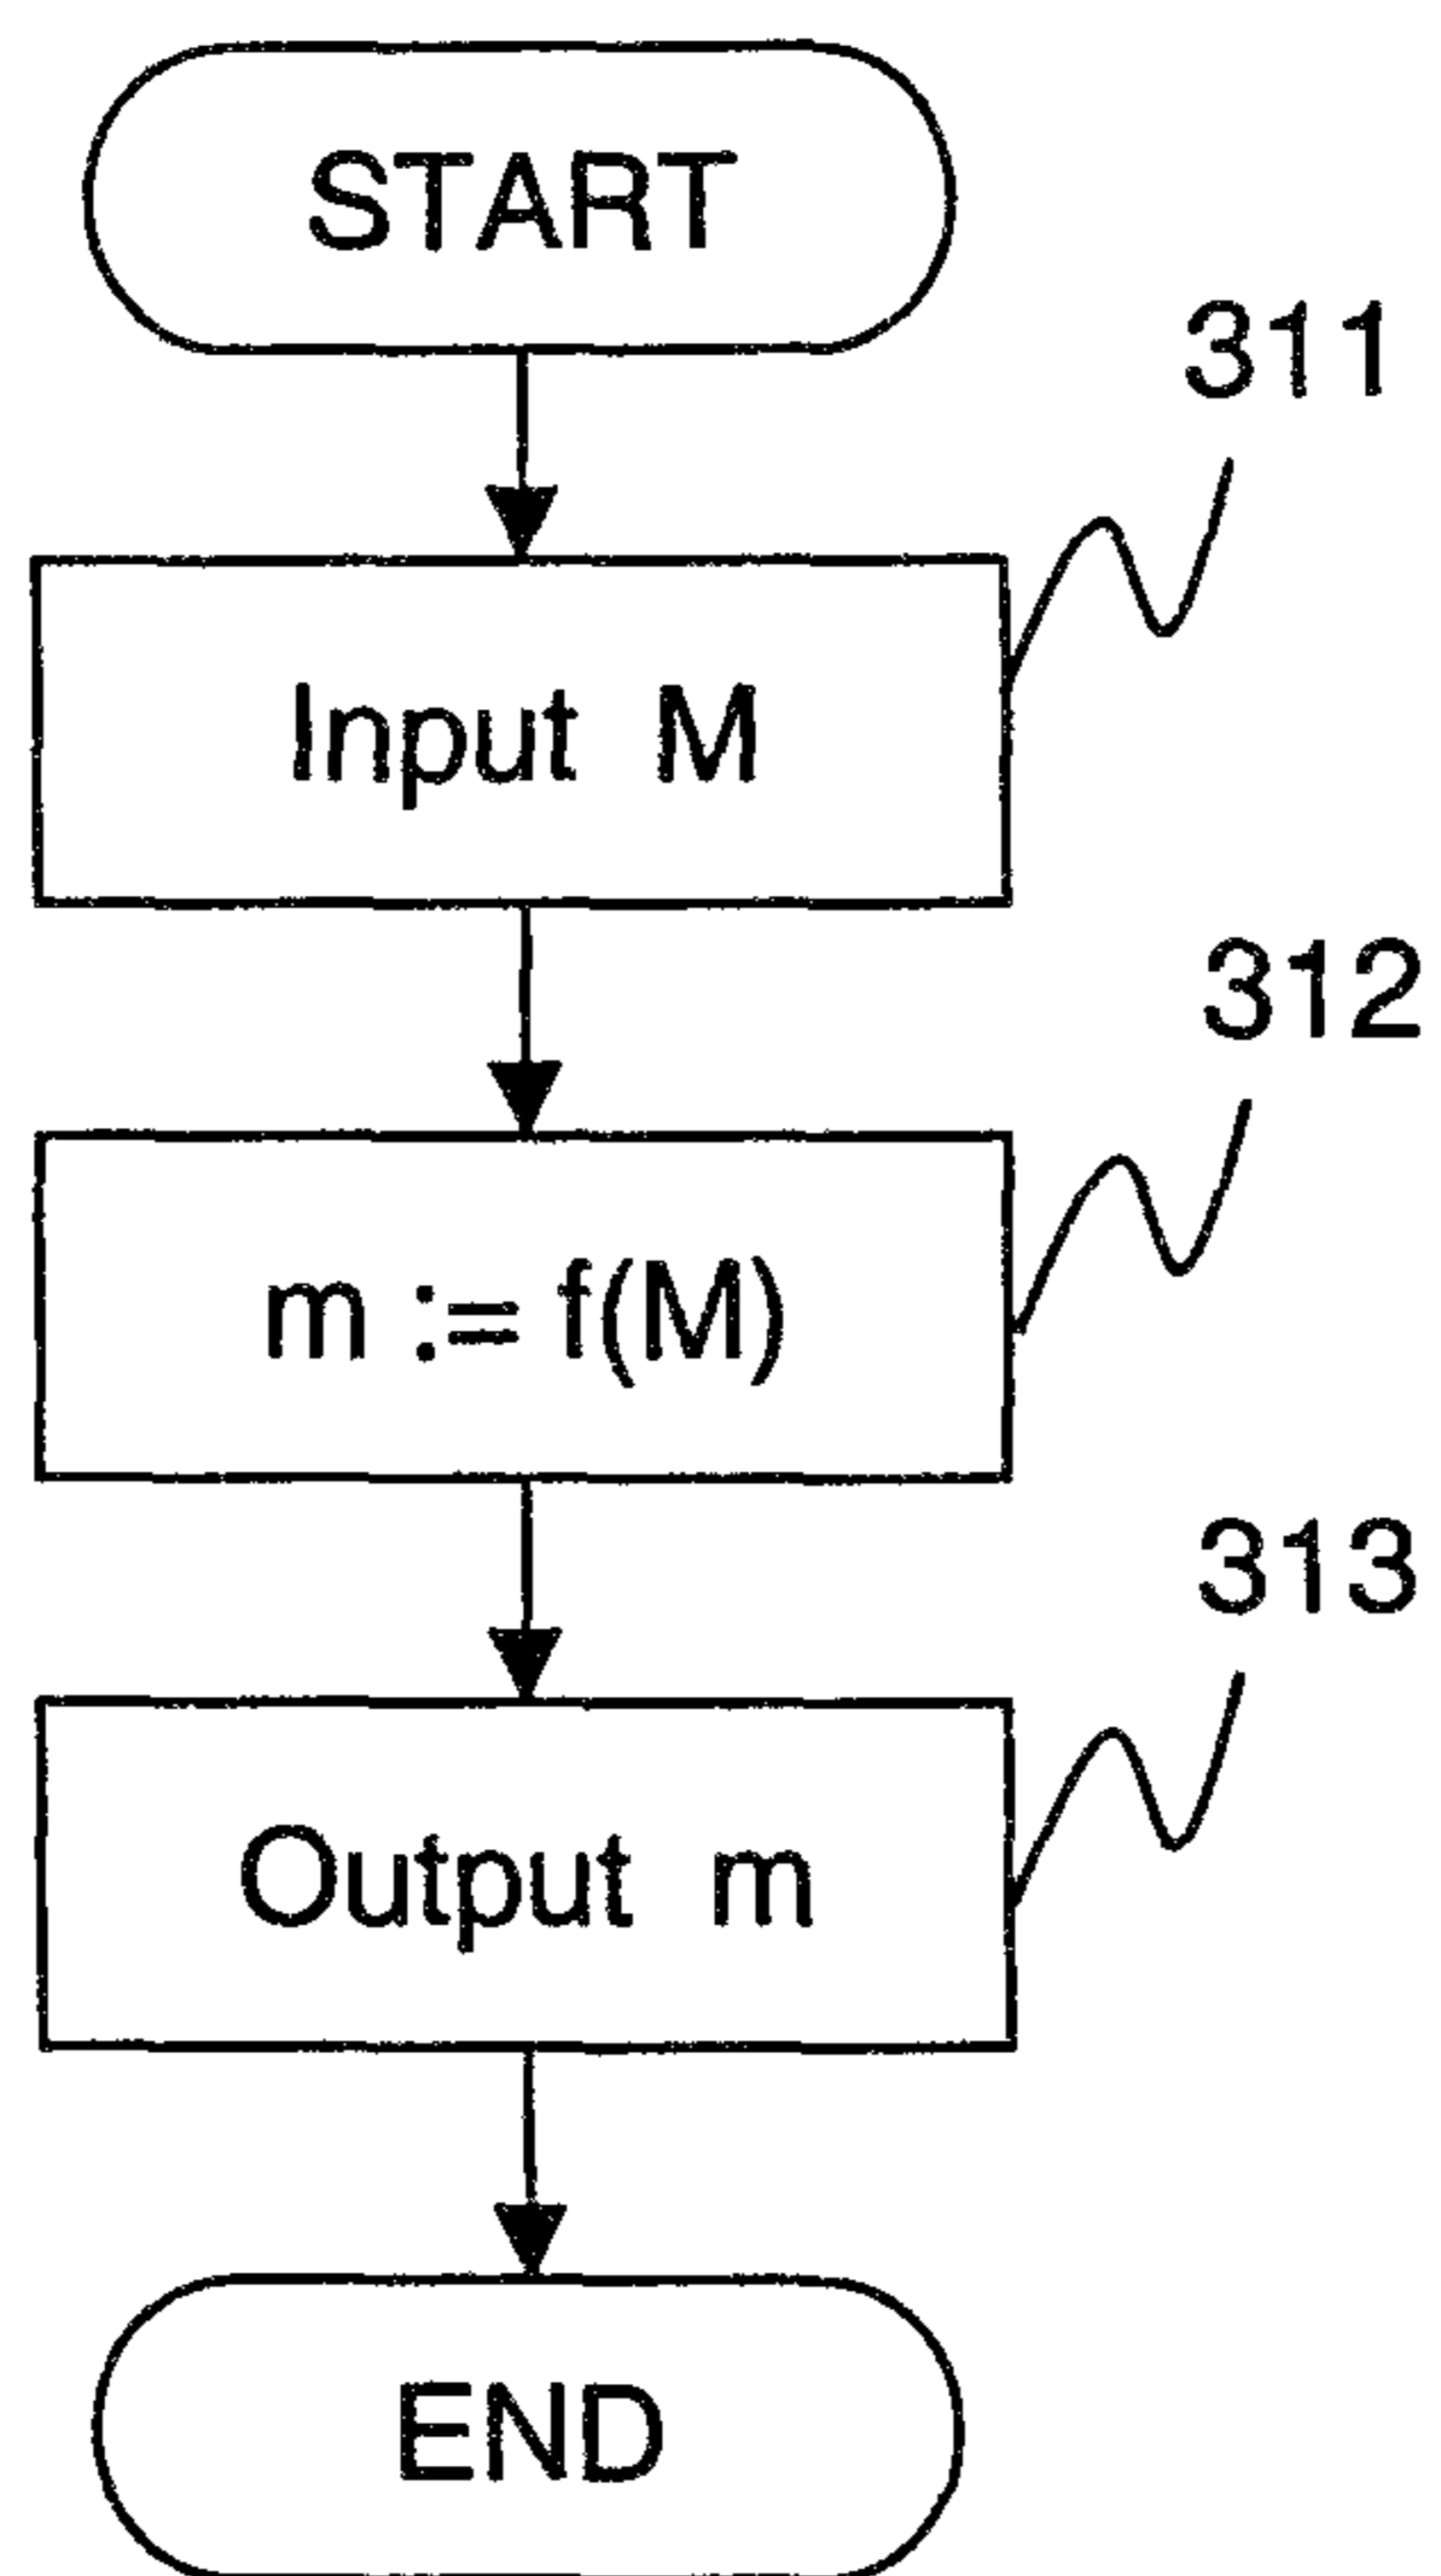 START
311
Input M
312
m := f(M)
313
Output m
END